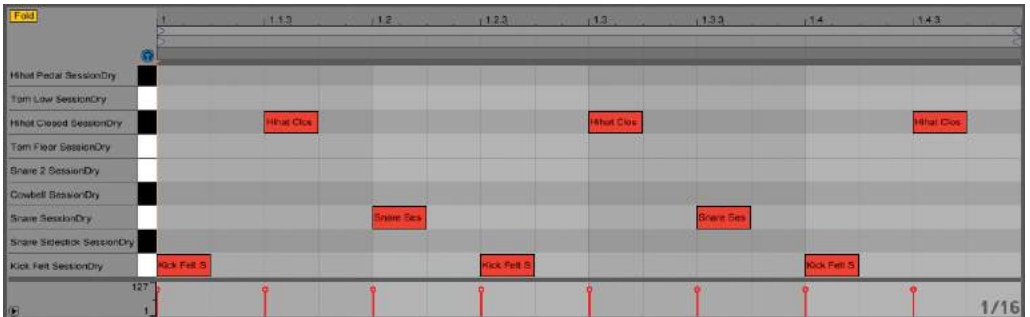 Fold
1 1.1.3 1.2 1.2.3 1.3 1.3.3 1.4 1.4.3
Hihat Pedal SessionDry
Tom Low SessionDry
Hihat Closed SessionDry Hihat Clos Hihat Clos Hihat Clos
Tom Floor SessionDry
Snare 2 SessionDry
Cowbell SessionDry
Snare SessionDry Snare Ses Snare Ses
Snare Sidestick SessionDry
Kick Felt SessionDry Kick Felt S Kick Felt S Kick Felt S
127
1 1/16